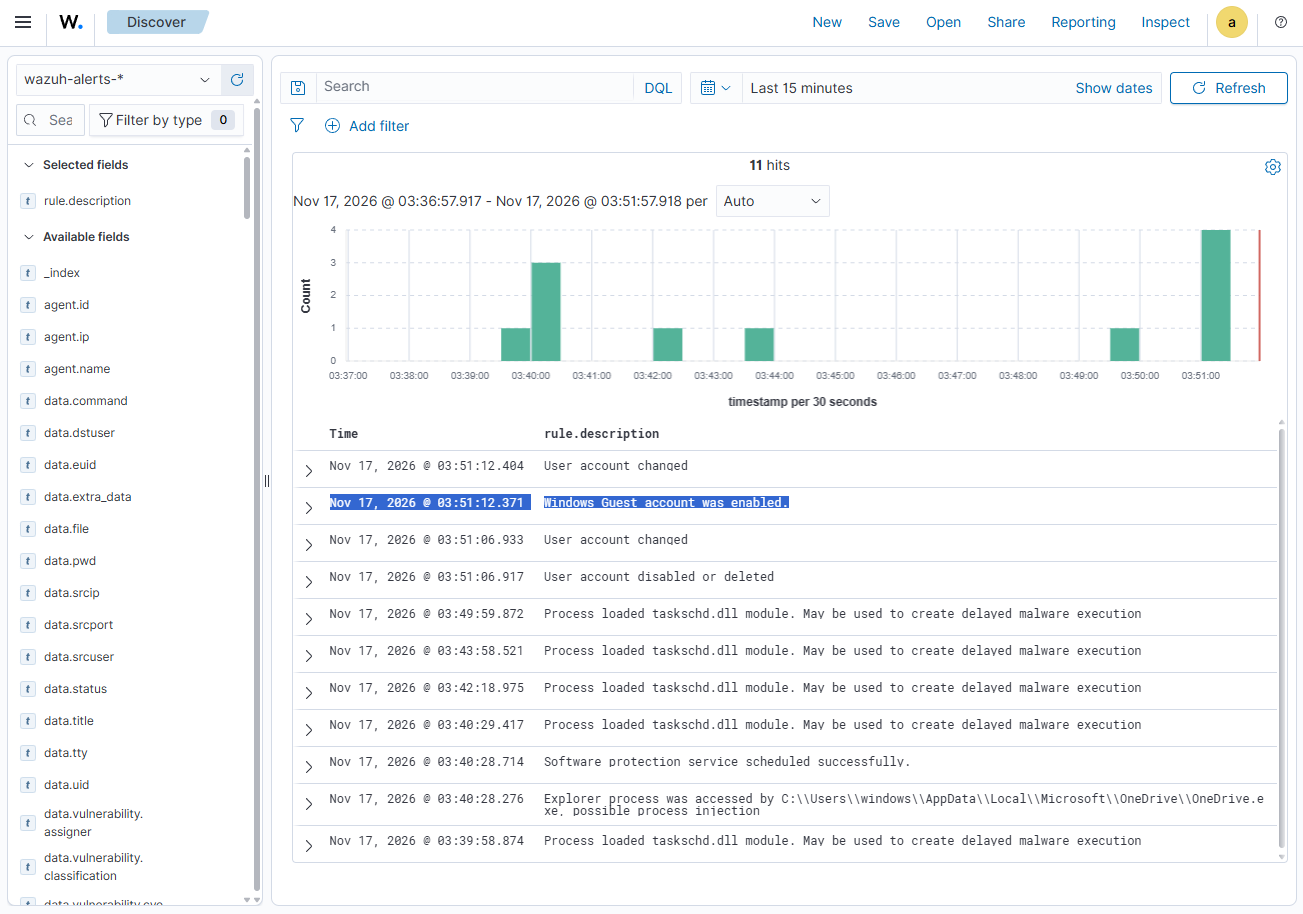 W. Discover New Save Open Share Reporting Inspect a
wazuh-alerts-*
Sea Filter by type 0
Selected fields
t rule.description
Available fields
t _index
t agent.id
t agent.ip
t agent.name
t data.command
t data.dstuser
t data.euid
t data.extra_data
t data.file
t data.pwd
t data.srcip
t data.srcport
t data.srcuser
t data.status
t data.title
t data.tty
t data.uid
t data.vulnerability.
assigner
t data.vulnerability.
classification
t data.vulnerability.cve
Search DQL Last 15 minutes Show dates Refresh
Add filter
11 hits
Nov 17, 2026 @ 03:36:57.917 - Nov 17, 2026 @ 03:51:57.918 per Auto
4
3
2
1
0
Count
03:37:00 03:38:00 03:39:00 03:40:00 03:41:00 03:42:00 03:43:00 03:44:00 03:45:00 03:46:00 03:47:00 03:48:00 03:49:00 03:50:00 03:51:00
timestamp per 30 seconds
Time rule.description
Nov 17, 2026 @ 03:51:12.404 User account changed
Nov 17, 2026 @ 03:51:12.371 Windows Guest account was enabled.
Nov 17, 2026 @ 03:51:06.933 User account changed
Nov 17, 2026 @ 03:51:06.917 User account disabled or deleted
Nov 17, 2026 @ 03:49:59.872 Process loaded taskschd.dll module. May be used to create delayed malware execution
Nov 17, 2026 @ 03:43:58.521 Process loaded taskschd.dll module. May be used to create delayed malware execution
Nov 17, 2026 @ 03:42:18.975 Process loaded taskschd.dll module. May be used to create delayed malware execution
Nov 17, 2026 @ 03:40:29.417 Process loaded taskschd.dll module. May be used to create delayed malware execution
Nov 17, 2026 @ 03:40:28.714 Software protection service scheduled successfully.
Nov 17, 2026 @ 03:40:28.276 Explorer process was accessed by C:\\Users\\windows\\AppData\\Local\\Microsoft\\OneDrive\\OneDrive.e
xe, possible process injection
Nov 17, 2026 @ 03:39:58.874 Process loaded taskschd.dll module. May be used to create delayed malware execution